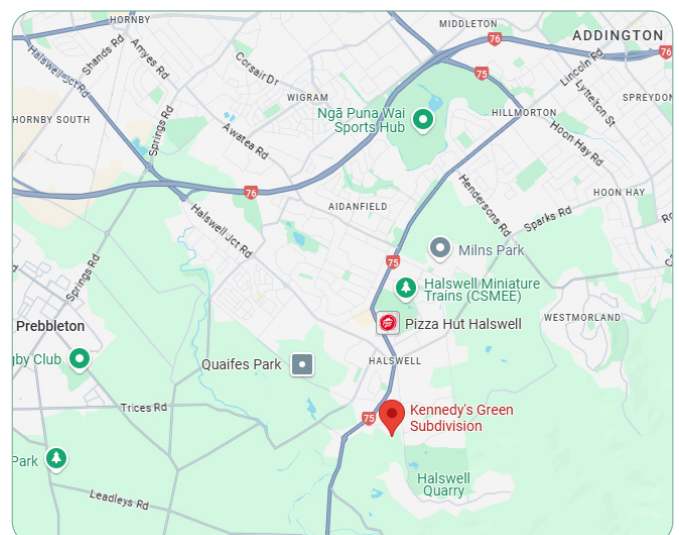 HORNBY
MIDDLETON
76
ADDINGTON
76
Shands Rd
Amyes Rd
Halswell Jct Rd
Corsair Dr
75
Lincoln Rd
Lyttelton St
WIGRAM
SPREYDON
Ngā Puna Wai
Sports Hub
HILLMORTON
HORNBY SOUTH
Springs Rd
Awatea Rd
Hoon Hay Rd
76
Hendersons Rd
HOON HAY
AIDANFIELD
Halswell Jct Rd
Sparks Rd
Milns Park
75
Springs Rd
Halswell Miniature
Trains (CSMEE)
Prebbleton
Pizza Hut Halswell
WESTMORLAND
gby Club
Quaifes Park
HALSWELL
Trices Rd
75
Kennedy's Green
Subdivision
Park
Halswell
Quarry
Leadleys Rd